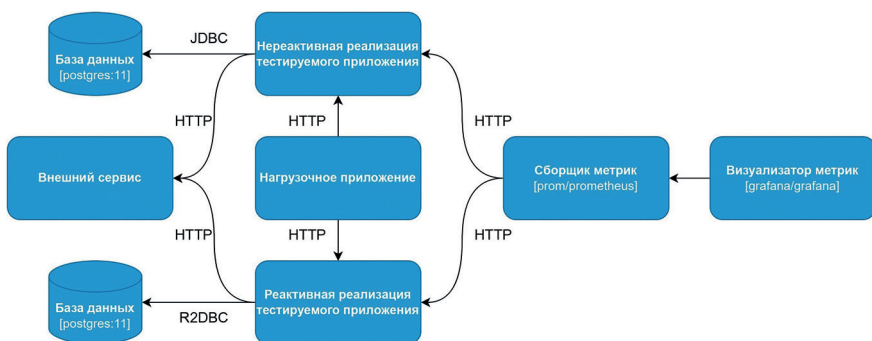 База данных
[postgres:11]
JDBC
Нереактивная реализация
тестируемого приложения
HTTP
HTTP
HTTP
Внешний сервис
Нагрузочное приложение
Сборщик метрик
[prom/prometheus]
Визуализатор метрик
[grafana/grafana]
HTTP
HTTP
HTTP
База данных
[postgres:11]
R2DBC
Реактивная реализация
тестируемого приложения